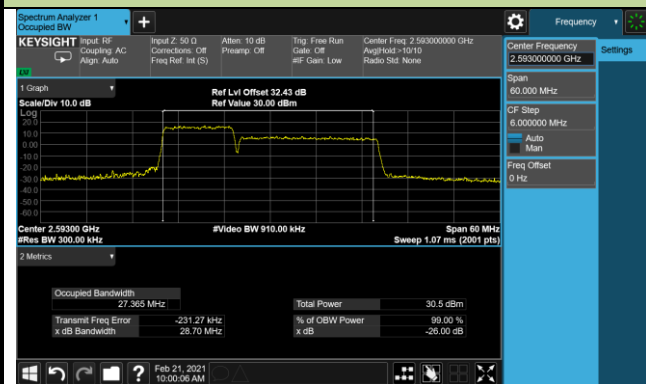 Spectrum Analyzer 1
Occupied BW
Frequency
KEYSIGHT
Input: RF
Coupling: AC
Align: Auto
Input Z: 50 Ω
Corrections: Off
Freq Ref: Int (S)
Atten: 10 dB
Preamp: Off
Trig: Free Run
Gate: Off
#IF Gain: Low
Center Freq: 2.593000000 GHz
Avg|Hold:>10/10
Radio Std: None
Center Frequency
2.593000000 GHz
Settings
Span
60.000 MHz
CF Step
6.000000 MHz
Auto
Man
Freq Offset
0 Hz
1 Graph
Scale/Div 10.0 dB
Ref Lvl Offset 32.43 dB
Ref Value 30.00 dBm
Log
20.0
10.0
0.00
-10.0
-20.0
-30.0
-40.0
-50.0
-60.0
Center 2.59300 GHz
#Res BW 300.00 kHz
#Video BW 910.00 kHz
Span 60 MHz
Sweep 1.07 ms (2001 pts)
2 Metrics
Occupied Bandwidth
27.365 MHz
Total Power 30.5 dBm
Transmit Freq Error -231.27 kHz
% of OBW Power 99.00 %
x dB Bandwidth 28.70 MHz
x dB -26.00 dB
Feb 21, 2021
10:00:06 AM